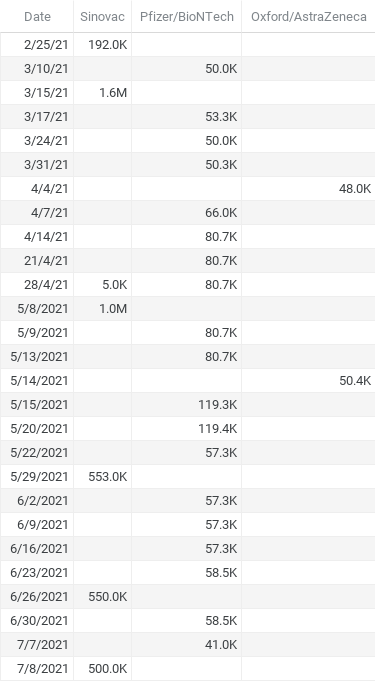 Date Sinovac Pfizer/BioNTech Oxford/AstraZeneca
2/25/21 192.0K
3/10/21 50.0K
3/15/21 1.6M
3/17/21 53.3K
3/24/21 50.0K
3/31/21 50.3K
4/4/21 48.0K
4/7/21 66.0K
4/14/21 80.7K
21/4/21 80.7K
28/4/21 5.0K 80.7K
5/8/2021 1.0M
5/9/2021 80.7K
5/13/2021 80.7K
5/14/2021 50.4K
5/15/2021 119.3K
5/20/2021 119.4K
5/22/2021 57.3K
5/29/2021 553.0K
6/2/2021 57.3K
6/9/2021 57.3K
6/16/2021 57.3K
6/23/2021 58.5K
6/26/2021 550.0K
6/30/2021 58.5K
7/7/2021 41.0K
7/8/2021 500.0K